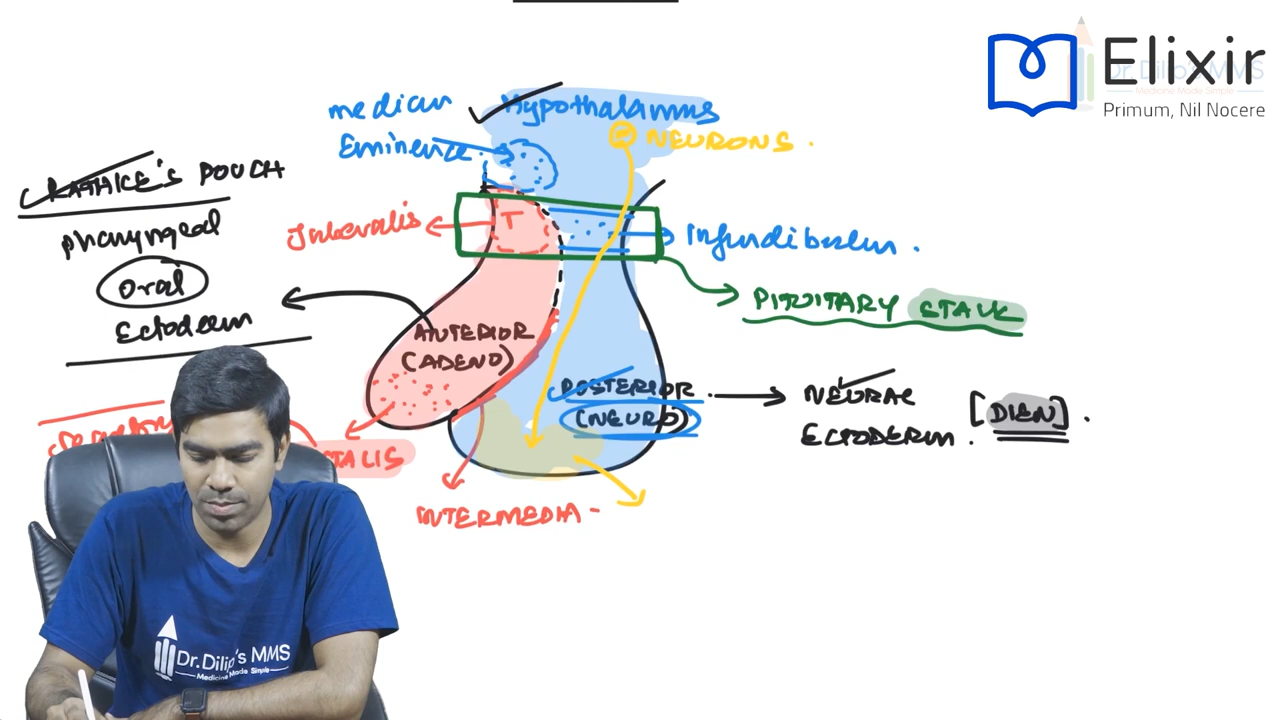 Elixir
Primum, Nil Nocere
median
Eminence.
Hypothalamus
NEURONS.
RATHKE's POUCH
pharyngeal
oral
Ectoderm
Tuberalis
T
Infundibulum.
PITUITARY STALK
ANTERIOR
(ADENO)
POSTERIOR
(NEURO)
NEURAL
ECTODERM.
[DIEN].
TALIS
INTERMEDIA-
Dr.Dilip's MMS
Medicine Made Simple